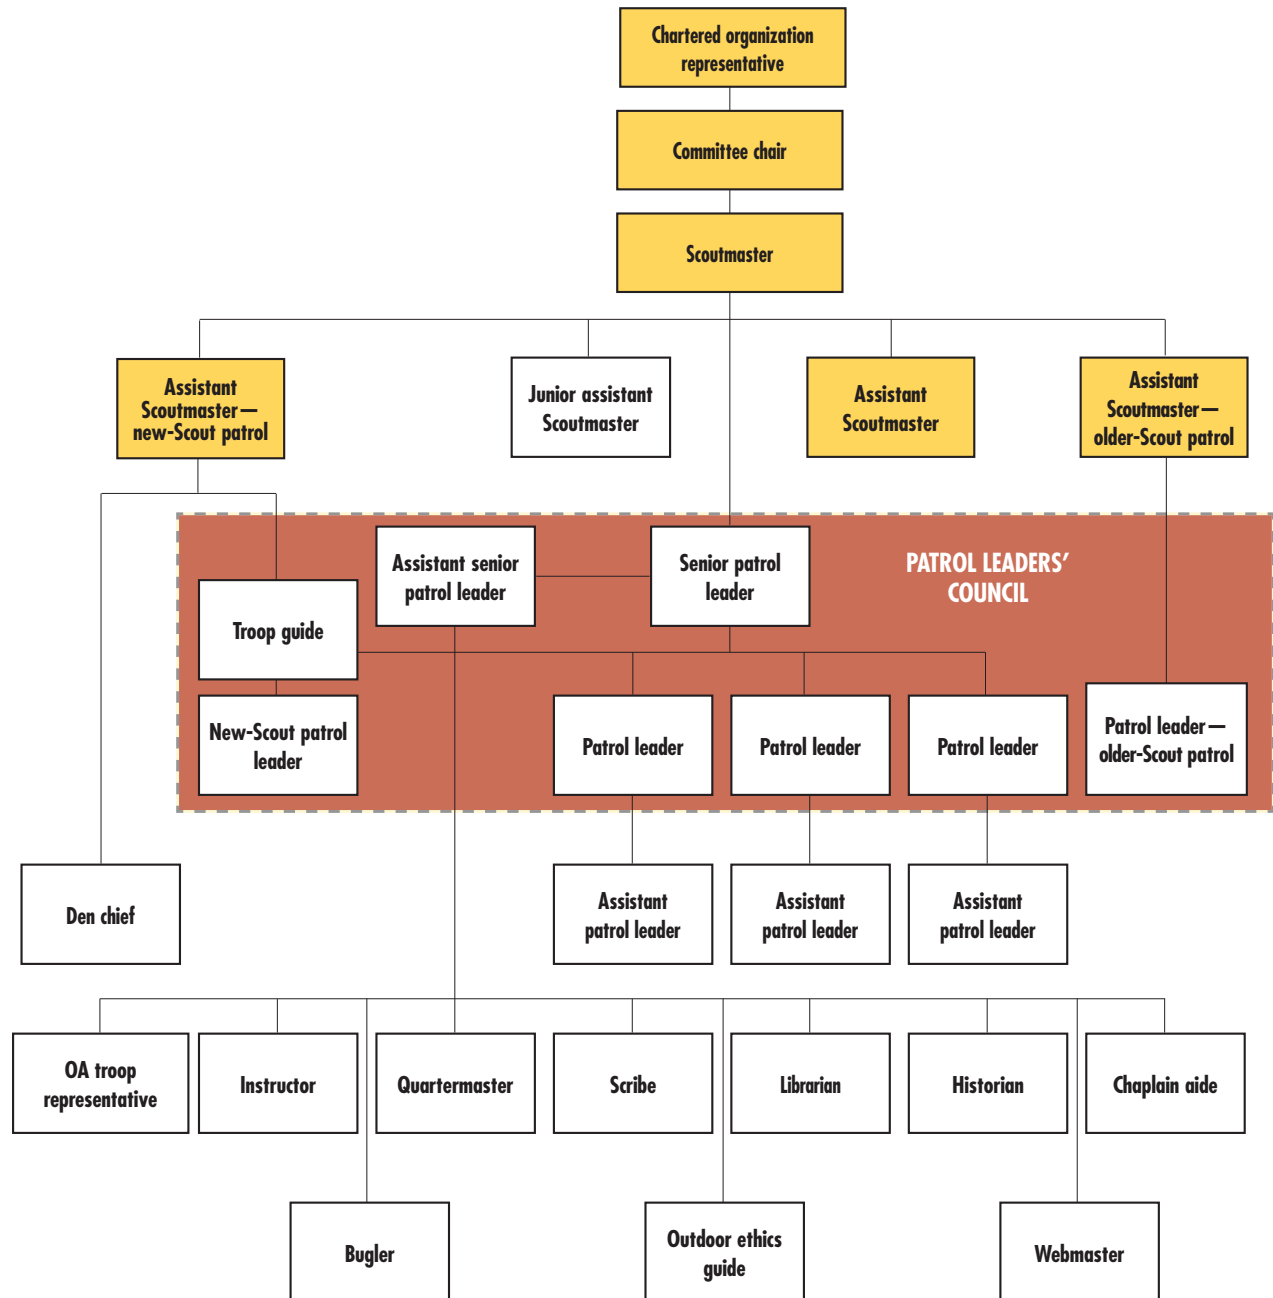 Chartered organization
representative
Committee chair
Scoutmaster
Assistant
Scoutmaster—
new-Scout patrol
Junior assistant
Scoutmaster
Assistant
Scoutmaster
Assistant
Scoutmaster—
older-Scout patrol
Assistant senior
patrol leader
Senior patrol
leader
PATROL LEADERS'
COUNCIL
Troop guide
New-Scout patrol
leader
Patrol leader
Patrol leader
Patrol leader
Patrol leader—
older-Scout patrol
Den chief
Assistant
patrol leader
Assistant
patrol leader
Assistant
patrol leader
OA troop
representative
Instructor
Quartermaster
Scribe
Librarian
Historian
Chaplain aide
Bugler
Outdoor ethics
guide
Webmaster